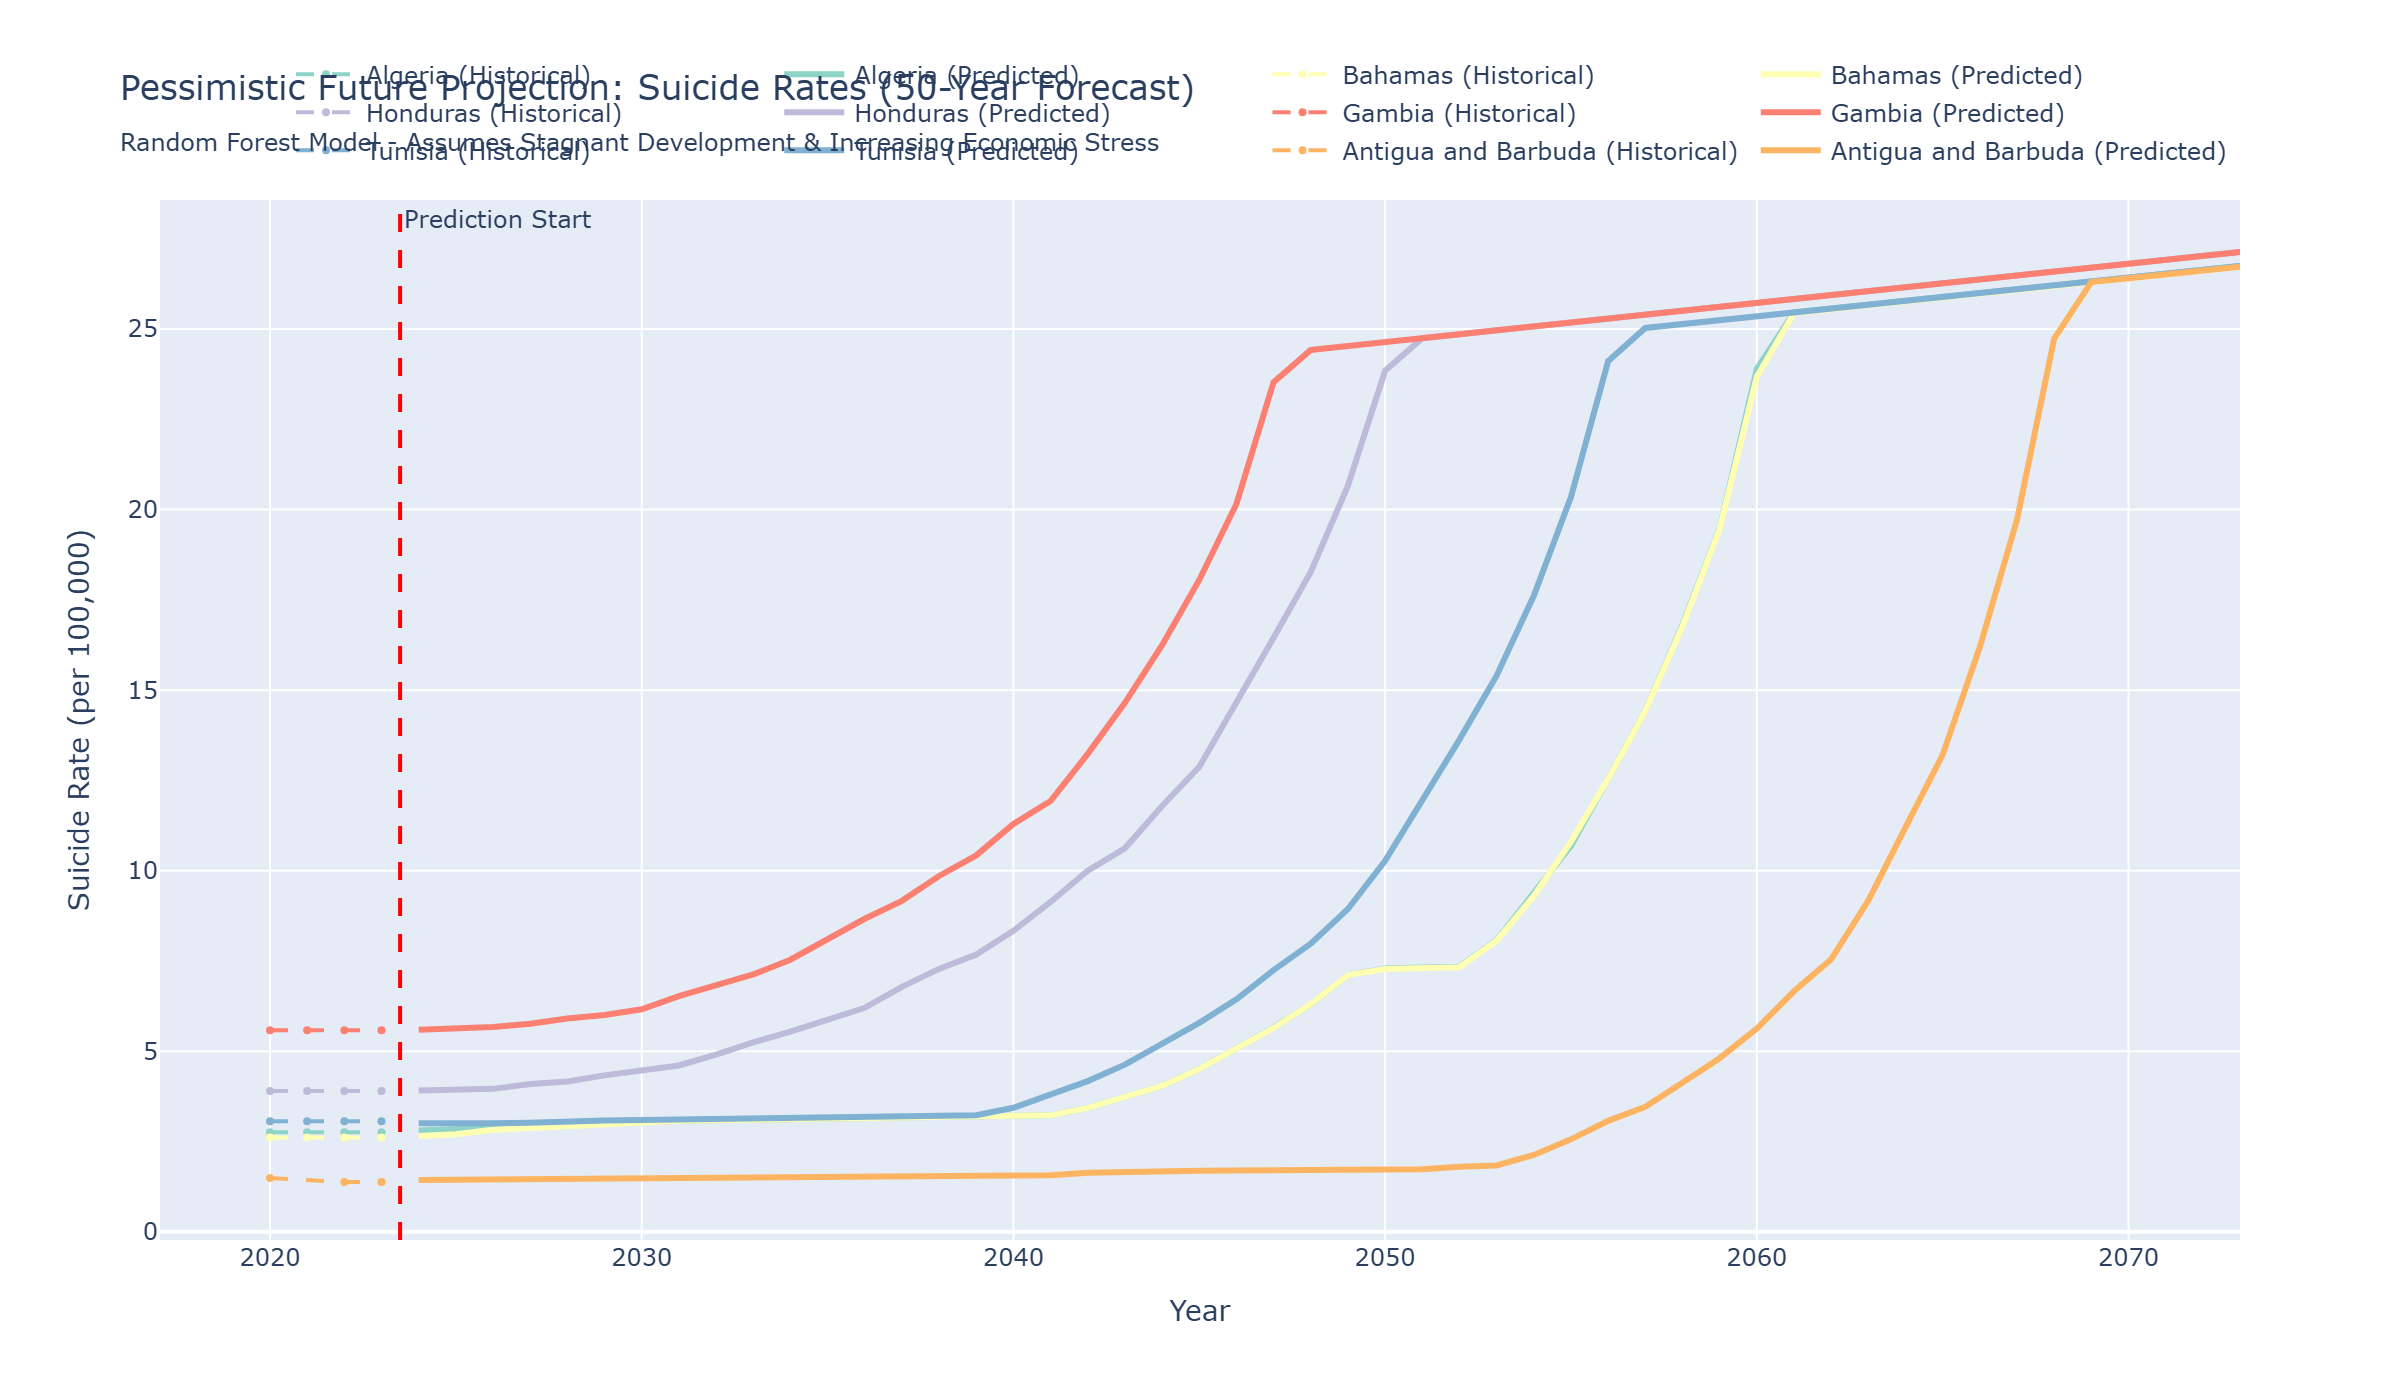 Algeria (Historical)
Algeria (Predicted)
Bahamas (Historical)
Bahamas (Predicted)
Pessimistic Future Projection: Suicide Rates (50-Year Forecast)
Honduras (Historical)
Honduras (Predicted)
Gambia (Historical)
Gambia (Predicted)
Random Forest Model - Assumes Stagnant Development & Increasing Economic Stress
Tunisia (Historical)
Tunisia (Predicted)
Antigua and Barbuda (Historical)
Antigua and Barbuda (Predicted)
Prediction Start
Suicide Rate (per 100,000)
25
20
15
10
5
0
2020
2030
2040
2050
2060
2070
Year